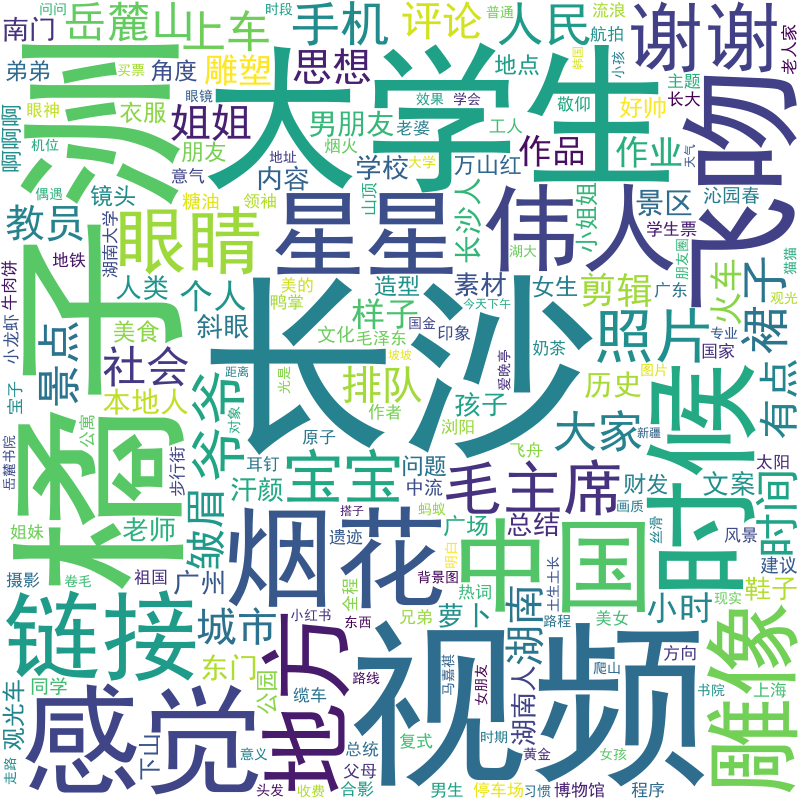 长沙
视频
大学生
橘子
洲
烟花
感觉
中国
时候
星星
伟人
飞吻
链接
地方
雕像
眼睛
谢谢
毛主席
宝宝
爷爷
照片
大家
城市
社会
湖南
皱眉
姐姐
手机
思想
人民
岳麓山
上车
评论
雕塑
男朋友
作品
作业
教员
景点
裙子
时间
火车
有点
排队
样子
剪辑
个人
本地人
历史
孩子
小时
鞋子
文案
东门
广州
汗颜
老师
萝卜
总结
广场
湖南人
长沙人
小姐姐
景区
好帅
万山红
学校
内容
朋友
角度
衣服
南门
弟弟
啊啊啊
镜头
人类
美食
斜眼
造型
素材
女生
沁园春
财发
问题
观光车
下山
公园
同学
地点
敬仰
主题
长大
老人家
流浪
航拍
普通
韩国
小孩
天气
时段
问问
买票
眼神
机位
偶遇
眼镜
效果
学会
老婆
工人
烟火
大学
地址
意气
糖油
领袖
山顶
湖大
学生票
朋友圈
猫猫
广东
观光
国家
专业
图片
新疆
太阳
建议
风景
画质
丝滑
明白
蚂蚁
热词
美女
现实
土生土长
背景图
中流
浏阳
飞舟
奶茶
爱晚亭
今天下午
国金
印象
文化
毛泽东
坡坡
作者
光是
距离
对象
原子
耳钉
美的
鸭掌
湖南大学
地铁
牛肉饼
小龙虾
宝子
岳麓书院
公寓
步行街
姐妹
摄影
卷毛
祖国
遗迹
搭子
全程
小红书
东西
兄弟
路程
爬山
方向
书院
上海
女孩
黄金
马嘉祺
女朋友
时期
复式
路线
总统
父母
合影
缆车
意义
头发
收费
男生
停车场
习惯
博物馆
程序
走路